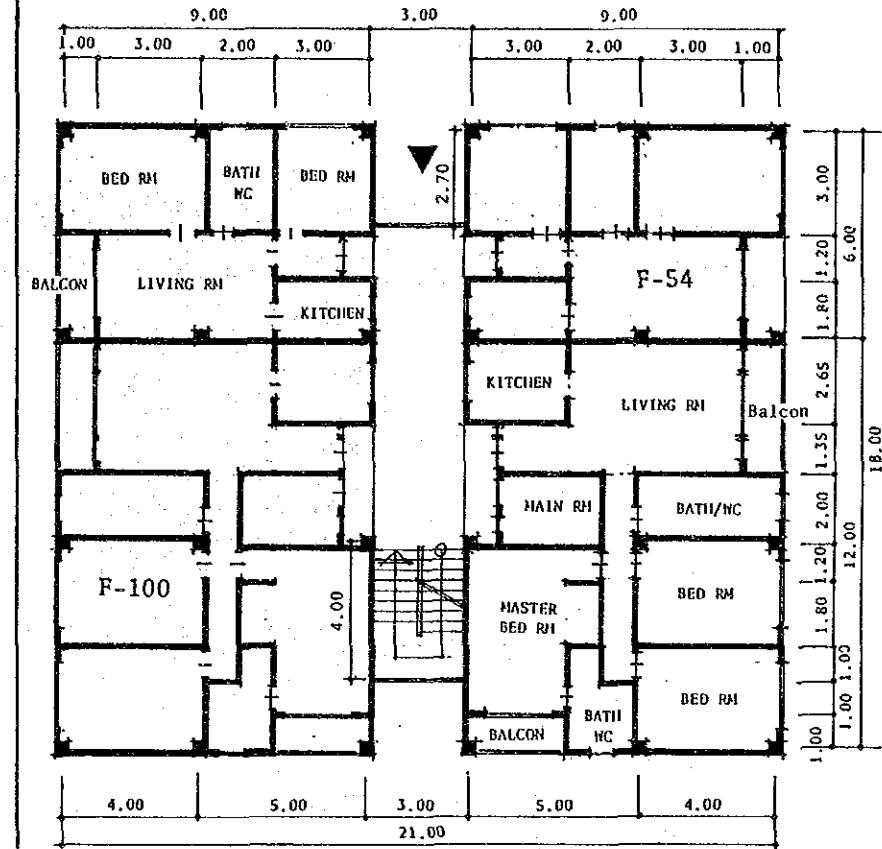 9.00 3.00 9.00
1.00 3.00 2.00 3.00 3.00 2.00 3.00 1.00
BED RM
BATH
WC
BED RM
2.70
3.00
6.00
BALCON
LIVING RM
KITCHEN
F-54
1.20
1.80
KITCHEN
LIVING RM
Balcon
2.65
1.35
18.00
MAIN RM
BATH/WC
2.00
12.00
F-100
4.00
MASTER
BED RM
BED RM
1.20
1.80
BED RM
1.00
1.00
BALCON
BATH
WC
1.00
4.00 5.00 3.00 5.00 4.00
21.00